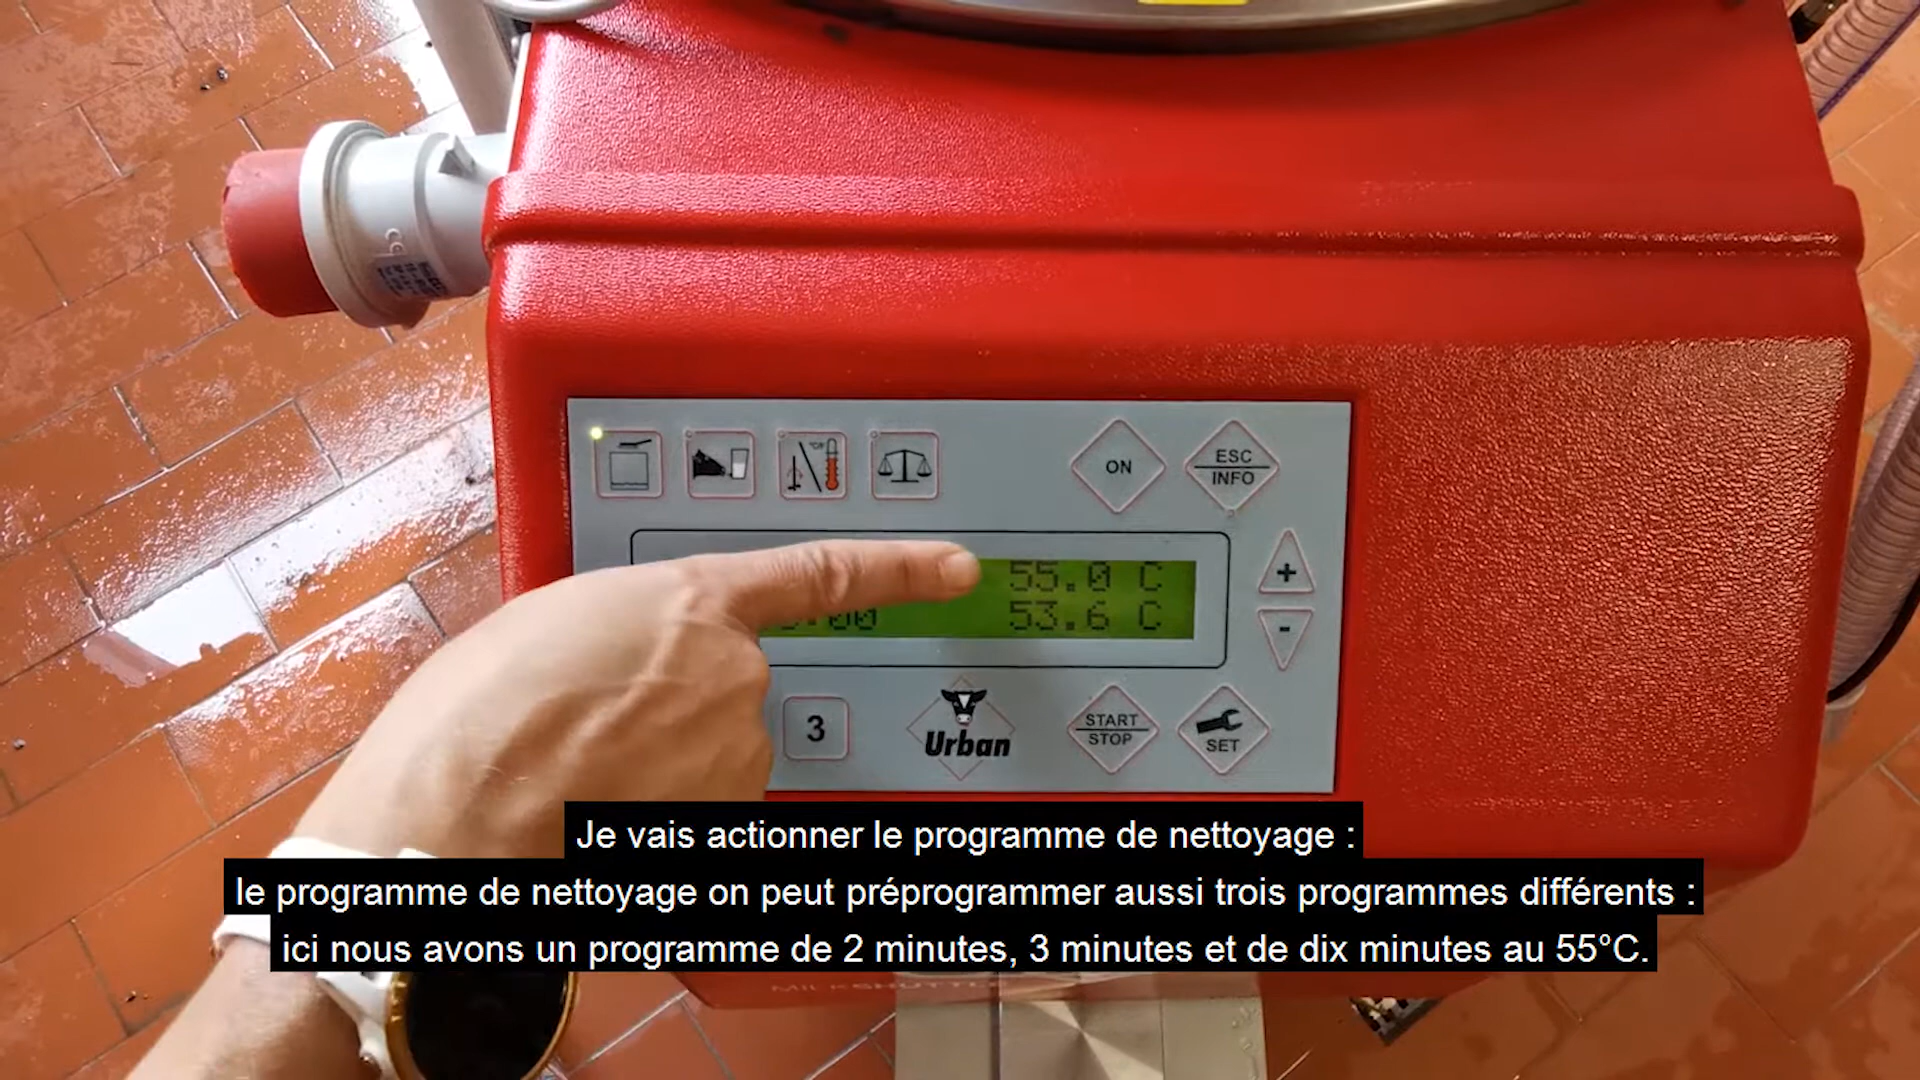 ON
ESC
INFO
55.0 C
53.6 C
+
-
3
Urban
START
STOP
SET
Je vais actionner le programme de nettoyage :
le programme de nettoyage on peut préprogrammer aussi trois programmes différents :
ici nous avons un programme de 2 minutes, 3 minutes et de dix minutes au 55°C.